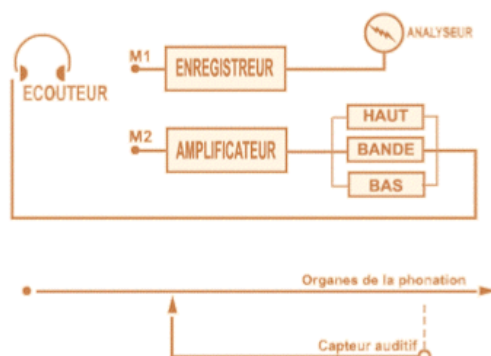 ANALYSEUR
M1
ENREGISTREUR
ECOUTEUR
HAUT
M2
AMPLIFICATEUR
BANDE
BAS
Organes de la phonation
Capteur auditif